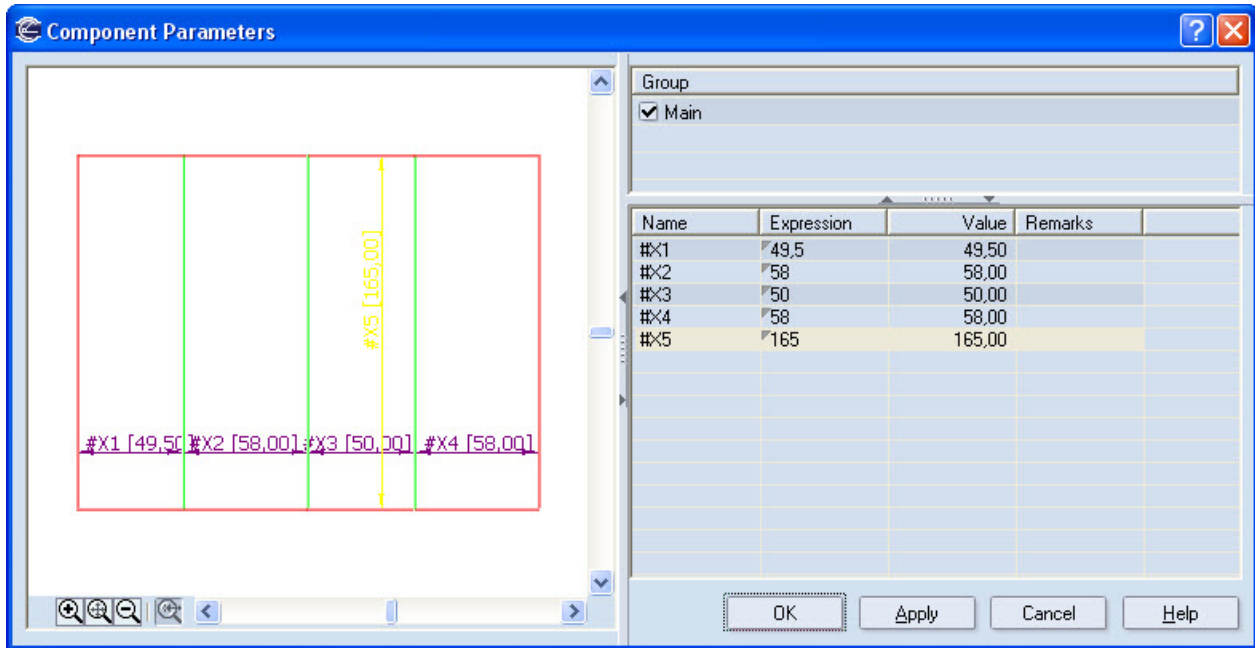 Component Parameters
#X5 [165,00]
#X1 [49,50] #X2 [58,00] #X3 [50,00] #X4 [58,00]
Group
Main
Name Expression Value Remarks
#X1 49,5 49,50
#X2 58 58,00
#X3 50 50,00
#X4 58 58,00
#X5 165 165,00
OK Apply Cancel Help